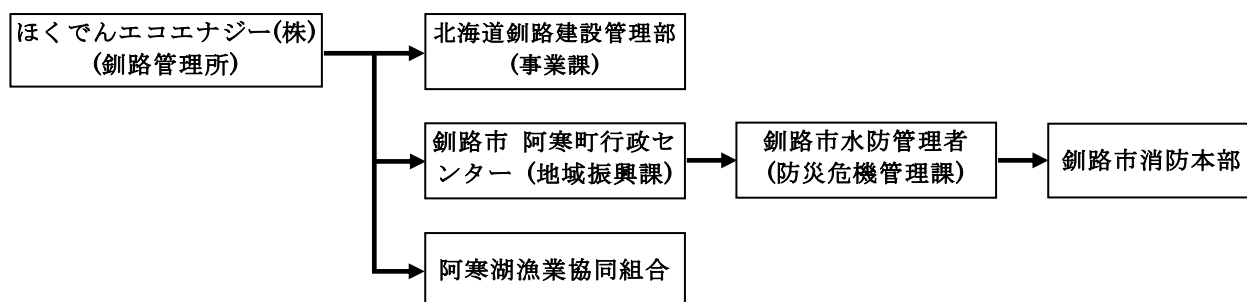 ほくでんエコエナジー(株)
(釧路管理所)
北海道釧路建設管理部
(事業課)
釧路市 阿寒町行政セ
ンター (地域振興課)
釧路市水防管理者
(防災危機管理課)
釧路市消防本部
阿寒湖漁業協同組合